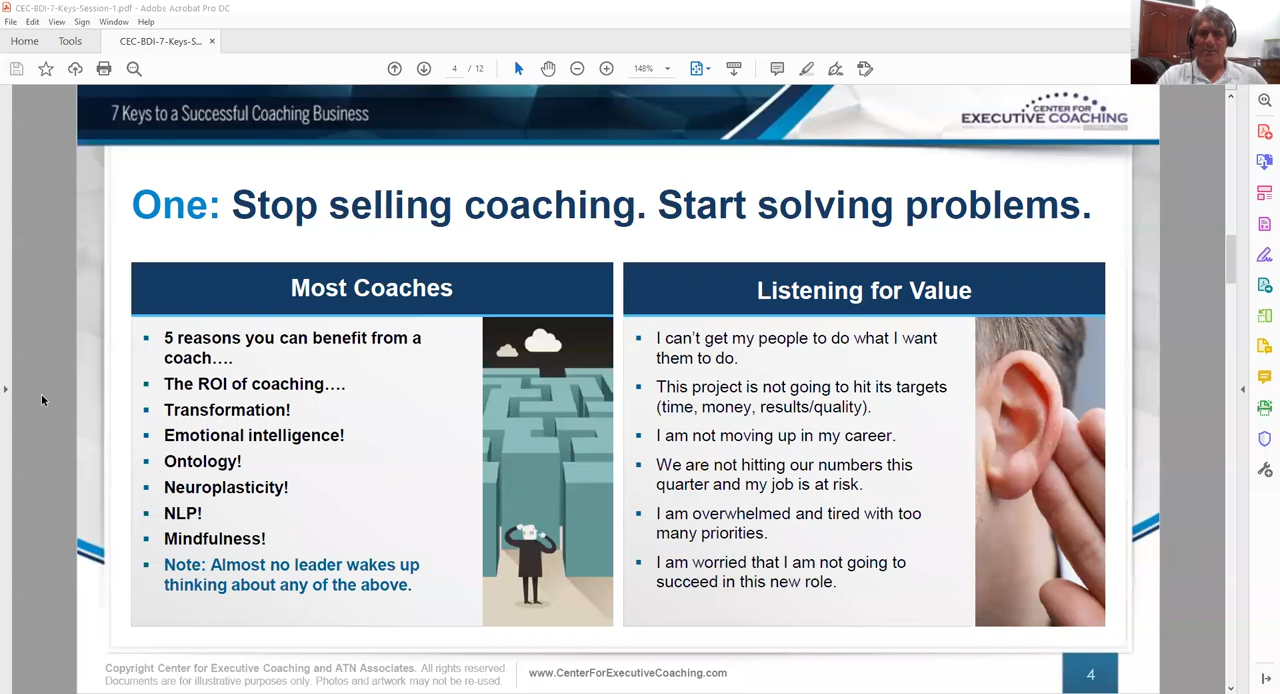 CEC-BDI-7-Keys-Session-1.pdf - Adobe Acrobat Pro DC
File Edit View Sign Window Help
Home Tools CEC-BDI-7-Keys-S... ×
4 / 12 148%
7 Keys to a Successful Coaching Business
CENTER FOR
EXECUTIVE COACHING
One: Stop selling coaching. Start solving problems.
Most Coaches
5 reasons you can benefit from a
coach....
The ROI of coaching....
Transformation!
Emotional intelligence!
Ontology!
Neuroplasticity!
NLP!
Mindfulness!
Note: Almost no leader wakes up
thinking about any of the above.
Listening for Value
I can't get my people to do what I want
them to do.
This project is not going to hit its targets
(time, money, results/quality).
I am not moving up in my career.
We are not hitting our numbers this
quarter and my job is at risk.
I am overwhelmed and tired with too
many priorities.
I am worried that I am not going to
succeed in this new role.
Copyright Center for Executive Coaching and ATN Associates. All rights reserved.
Documents are for illustrative purposes only. Photos and artwork may not be re-used.
www.CenterForExecutiveCoaching.com
4